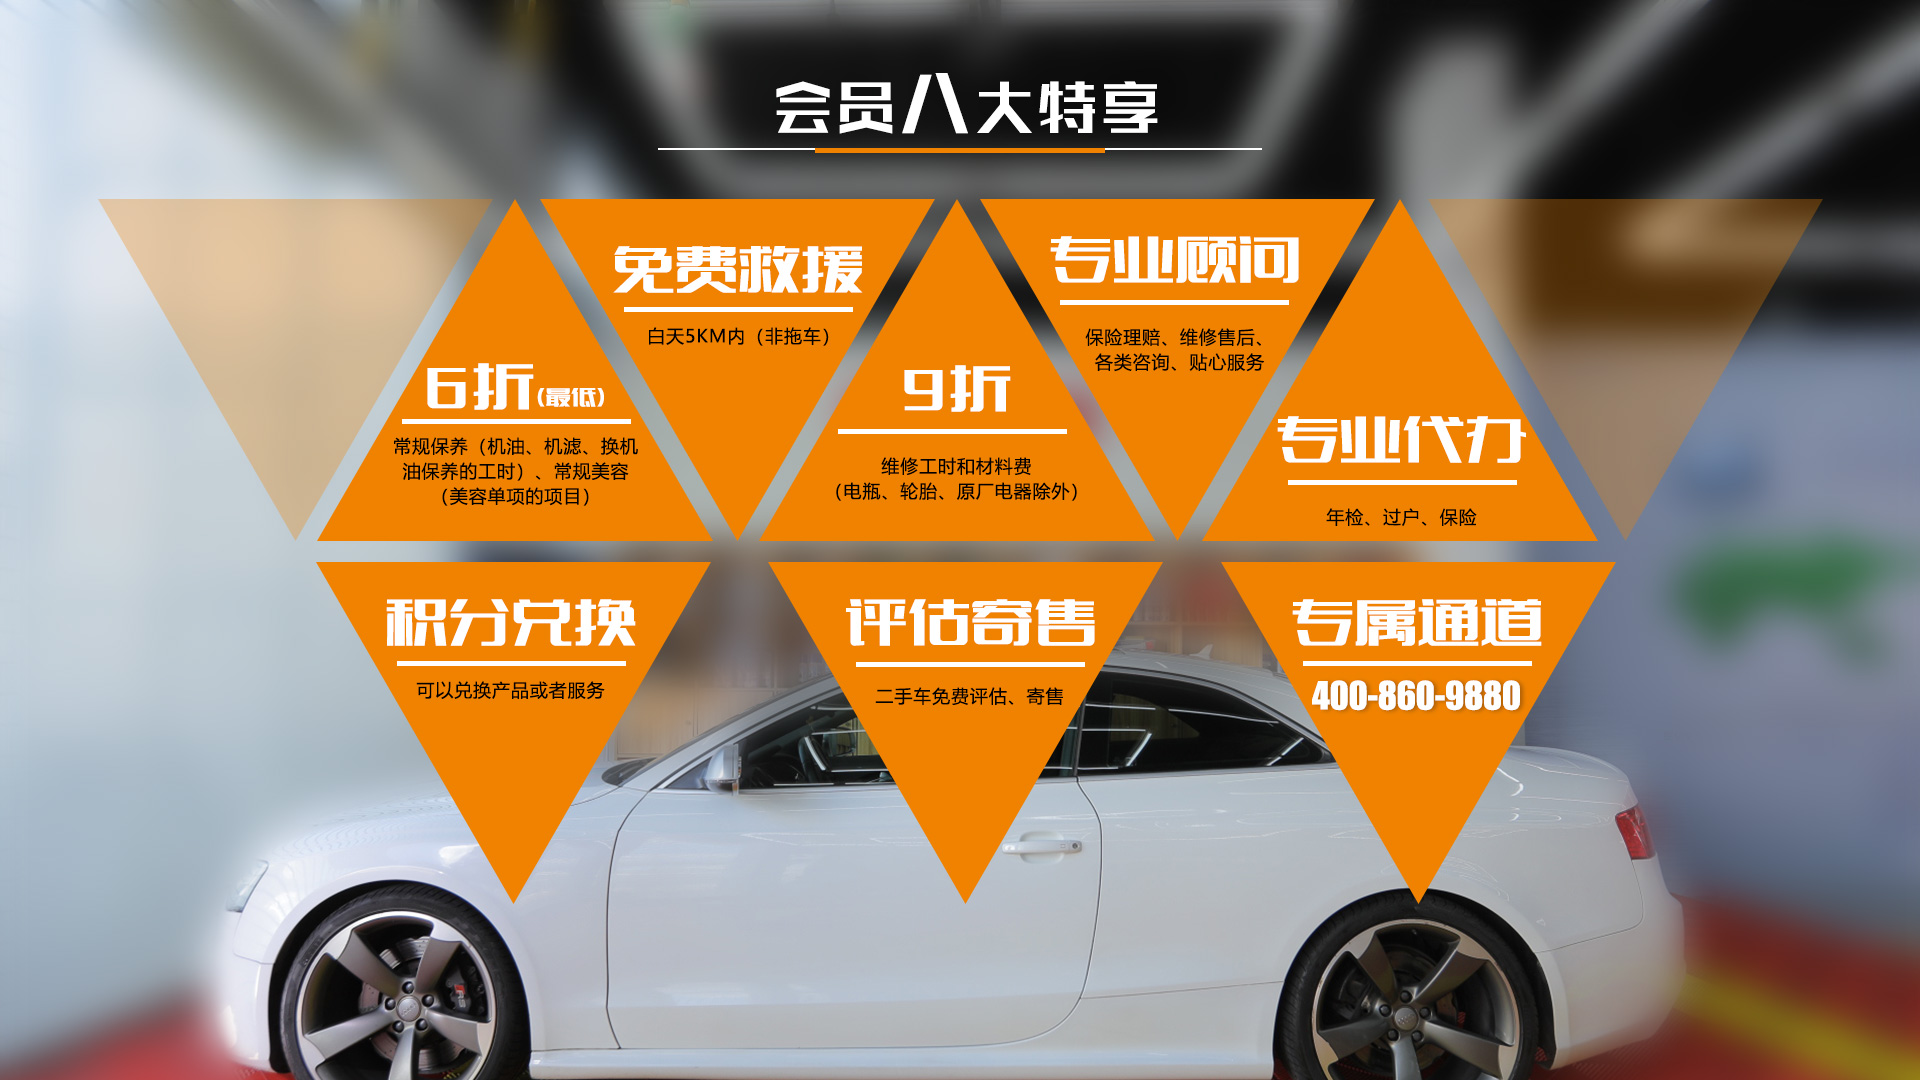 会员八大特享
6折(最低)
常规保养（机油、机滤、换机
油保养的工时）、常规美容
（美容单项的项目）
免费救援
白天5KM内（非拖车）
9折
维修工时和材料费
（电瓶、轮胎、原厂电器除外）
专业顾问
保险理赔、维修售后、
各类咨询、贴心服务
专业代力
年检、过户、保险
积分兑换
可以兑换产品或者服务
评估寄售
二手车免费评估、寄售
专属通道
400-860-9880